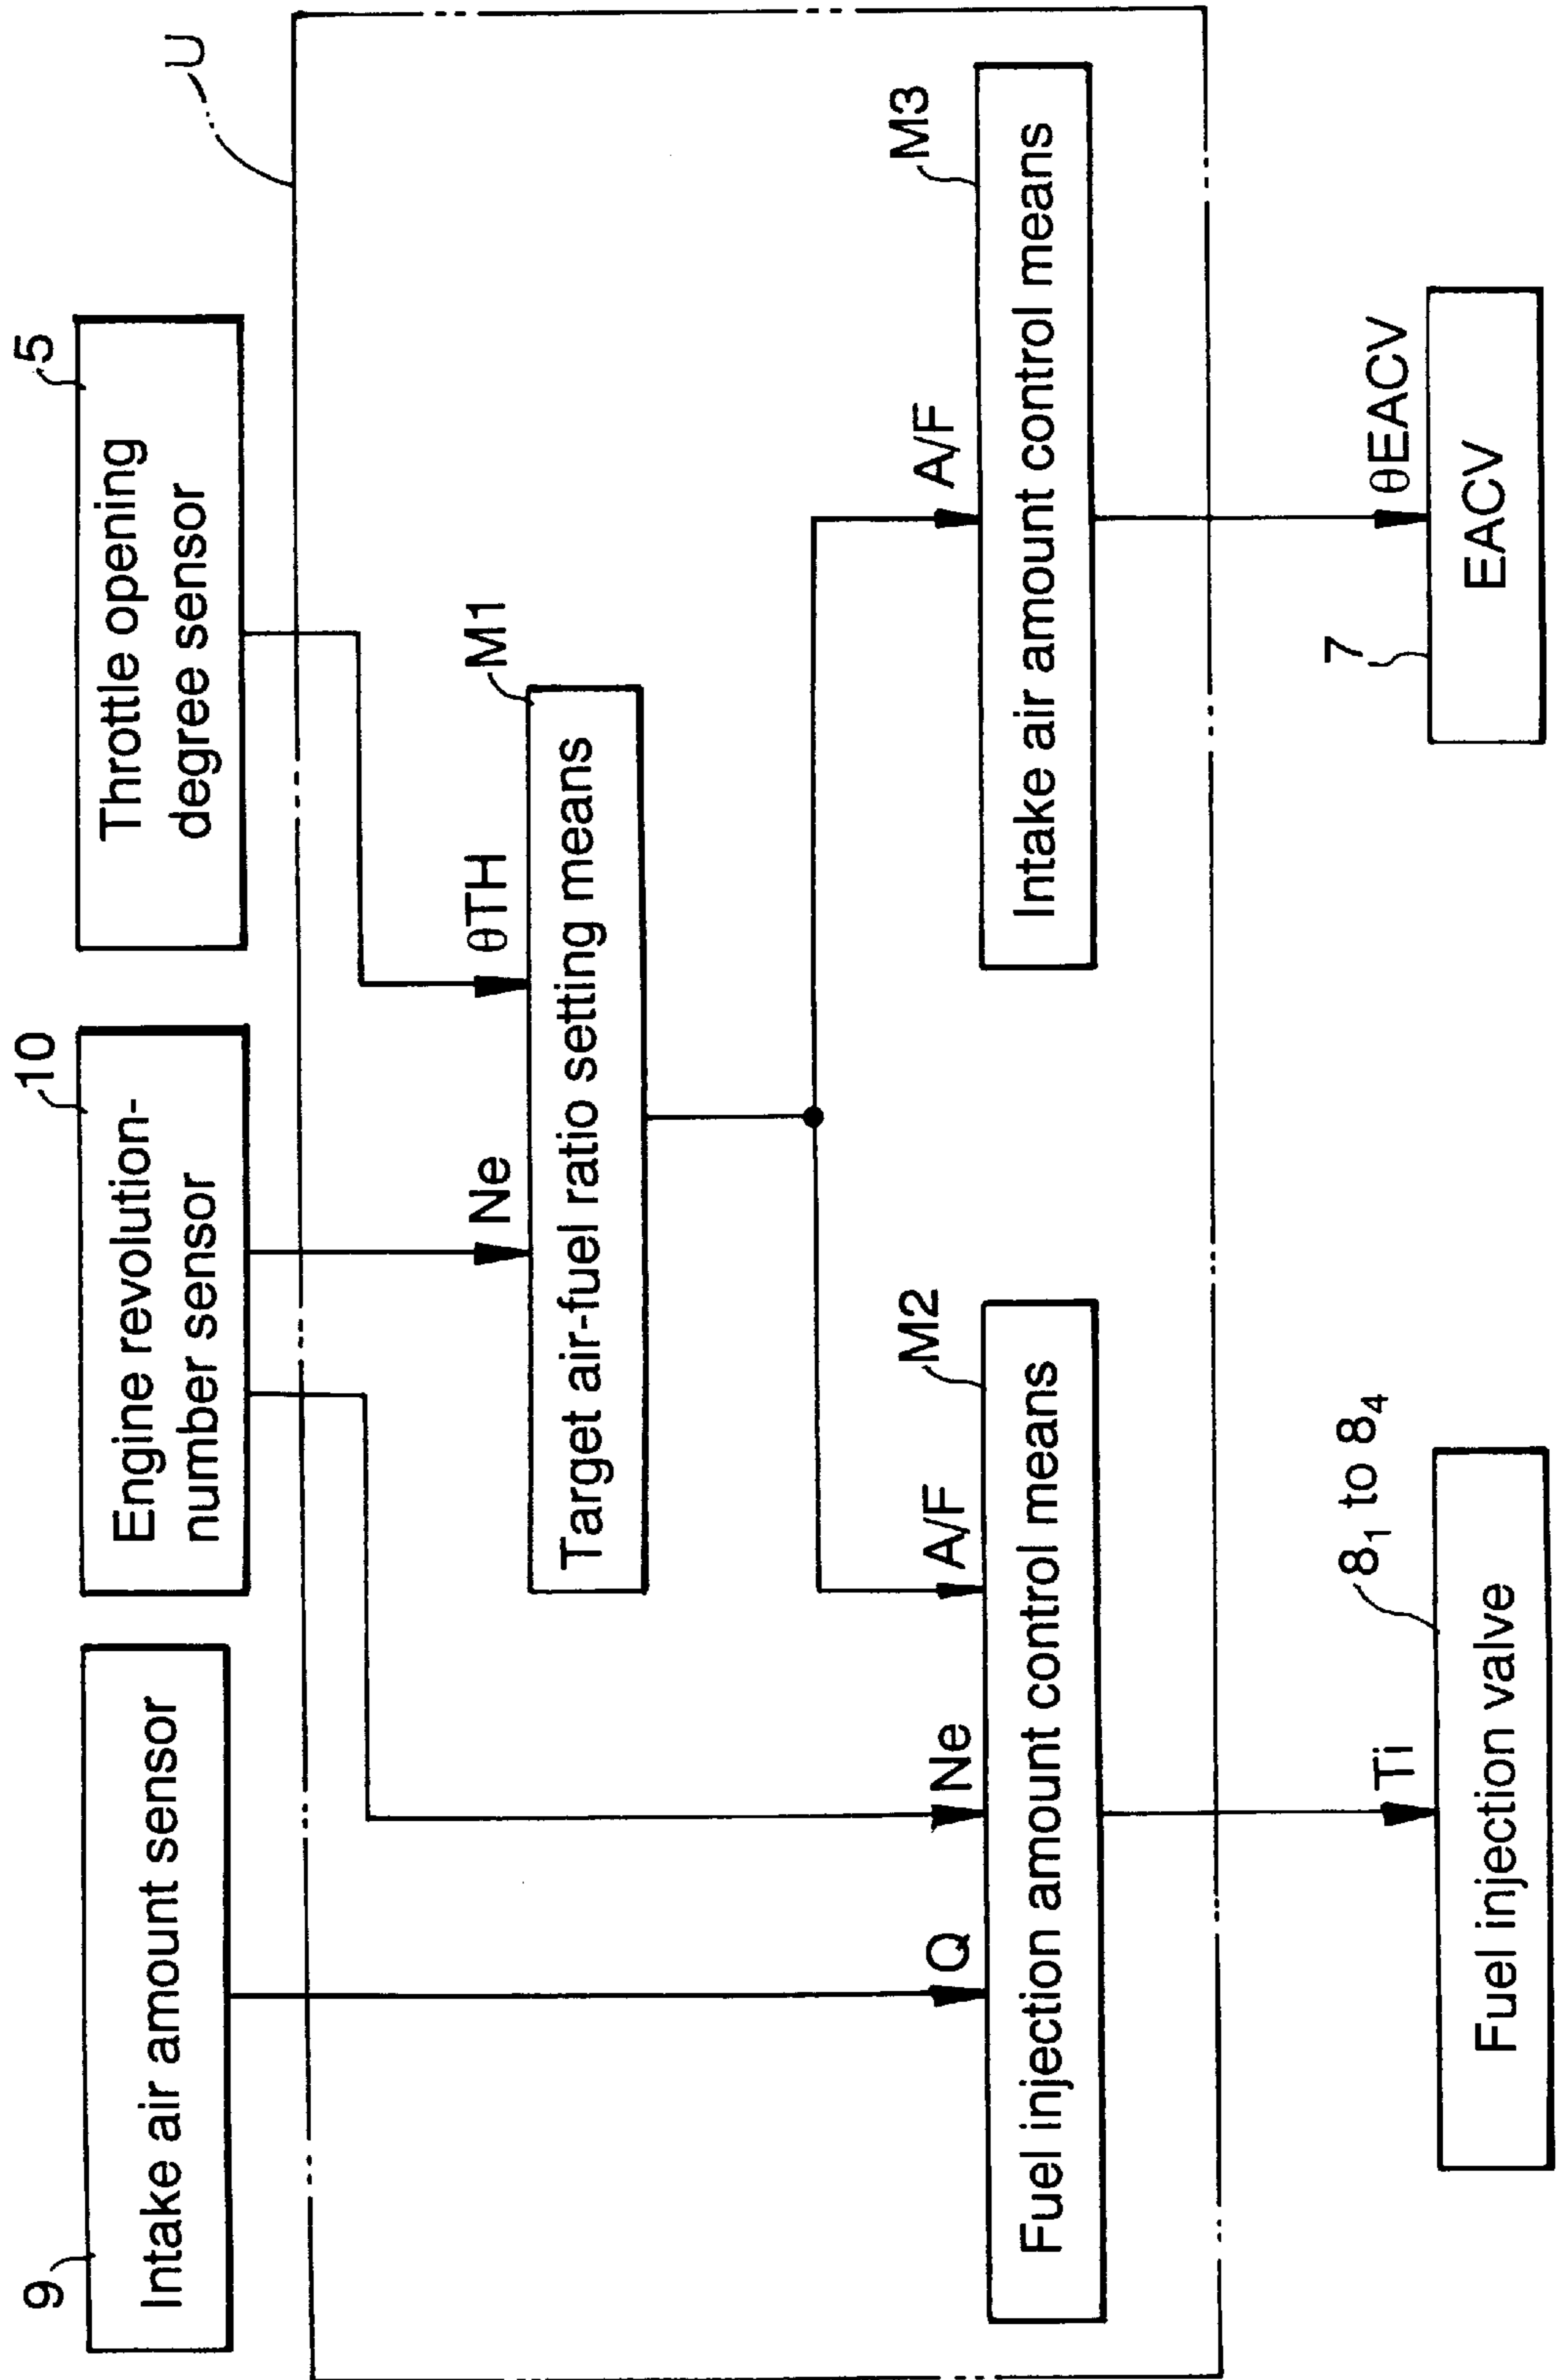 9
Intake air amount sensor
10
Engine revolution-
number sensor
5
Throttle opening
degree sensor
U
Ne
θTH
M1
Target air-fuel ratio setting means
Q
Ne
A/F
M2
Fuel injection amount control means
A/F
M3
Intake air amount control means
Ti
8₁ to 8₄
Fuel injection valve
7
θEACV
EACV